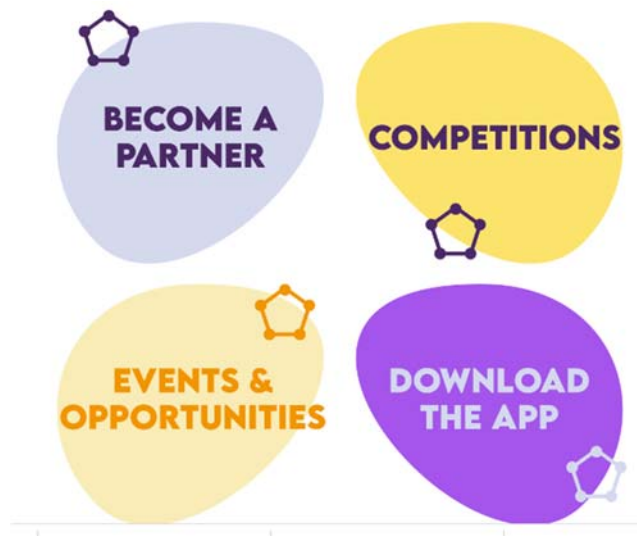 BECOME A
PARTNER
COMPETITIONS
EVENTS &
OPPORTUNITIES
DOWNLOAD
THE APP